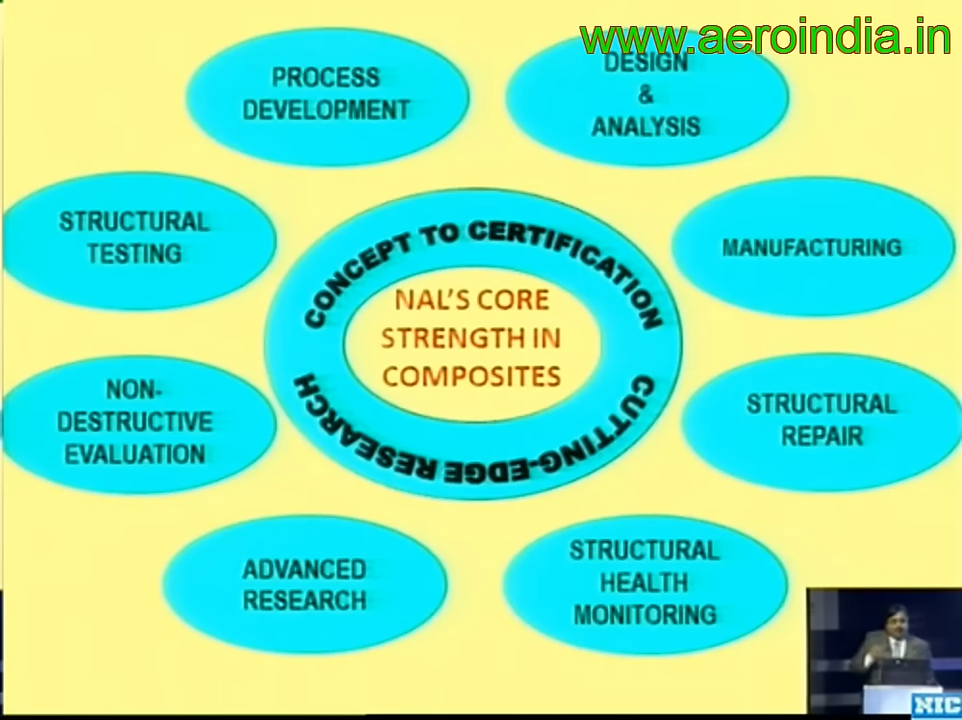 www.aeroindia.in
PROCESS
DEVELOPMENT
DESIGN
&
ANALYSIS
STRUCTURAL
TESTING
CONCEPT TO CERTIFICATION
MANUFACTURING
NAL'S CORE
STRENGTH IN
COMPOSITES
NON-
DESTRUCTIVE
EVALUATION
CUTTING-EDGE RESEARCH
STRUCTURAL
REPAIR
ADVANCED
RESEARCH
STRUCTURAL
HEALTH
MONITORING
NIC